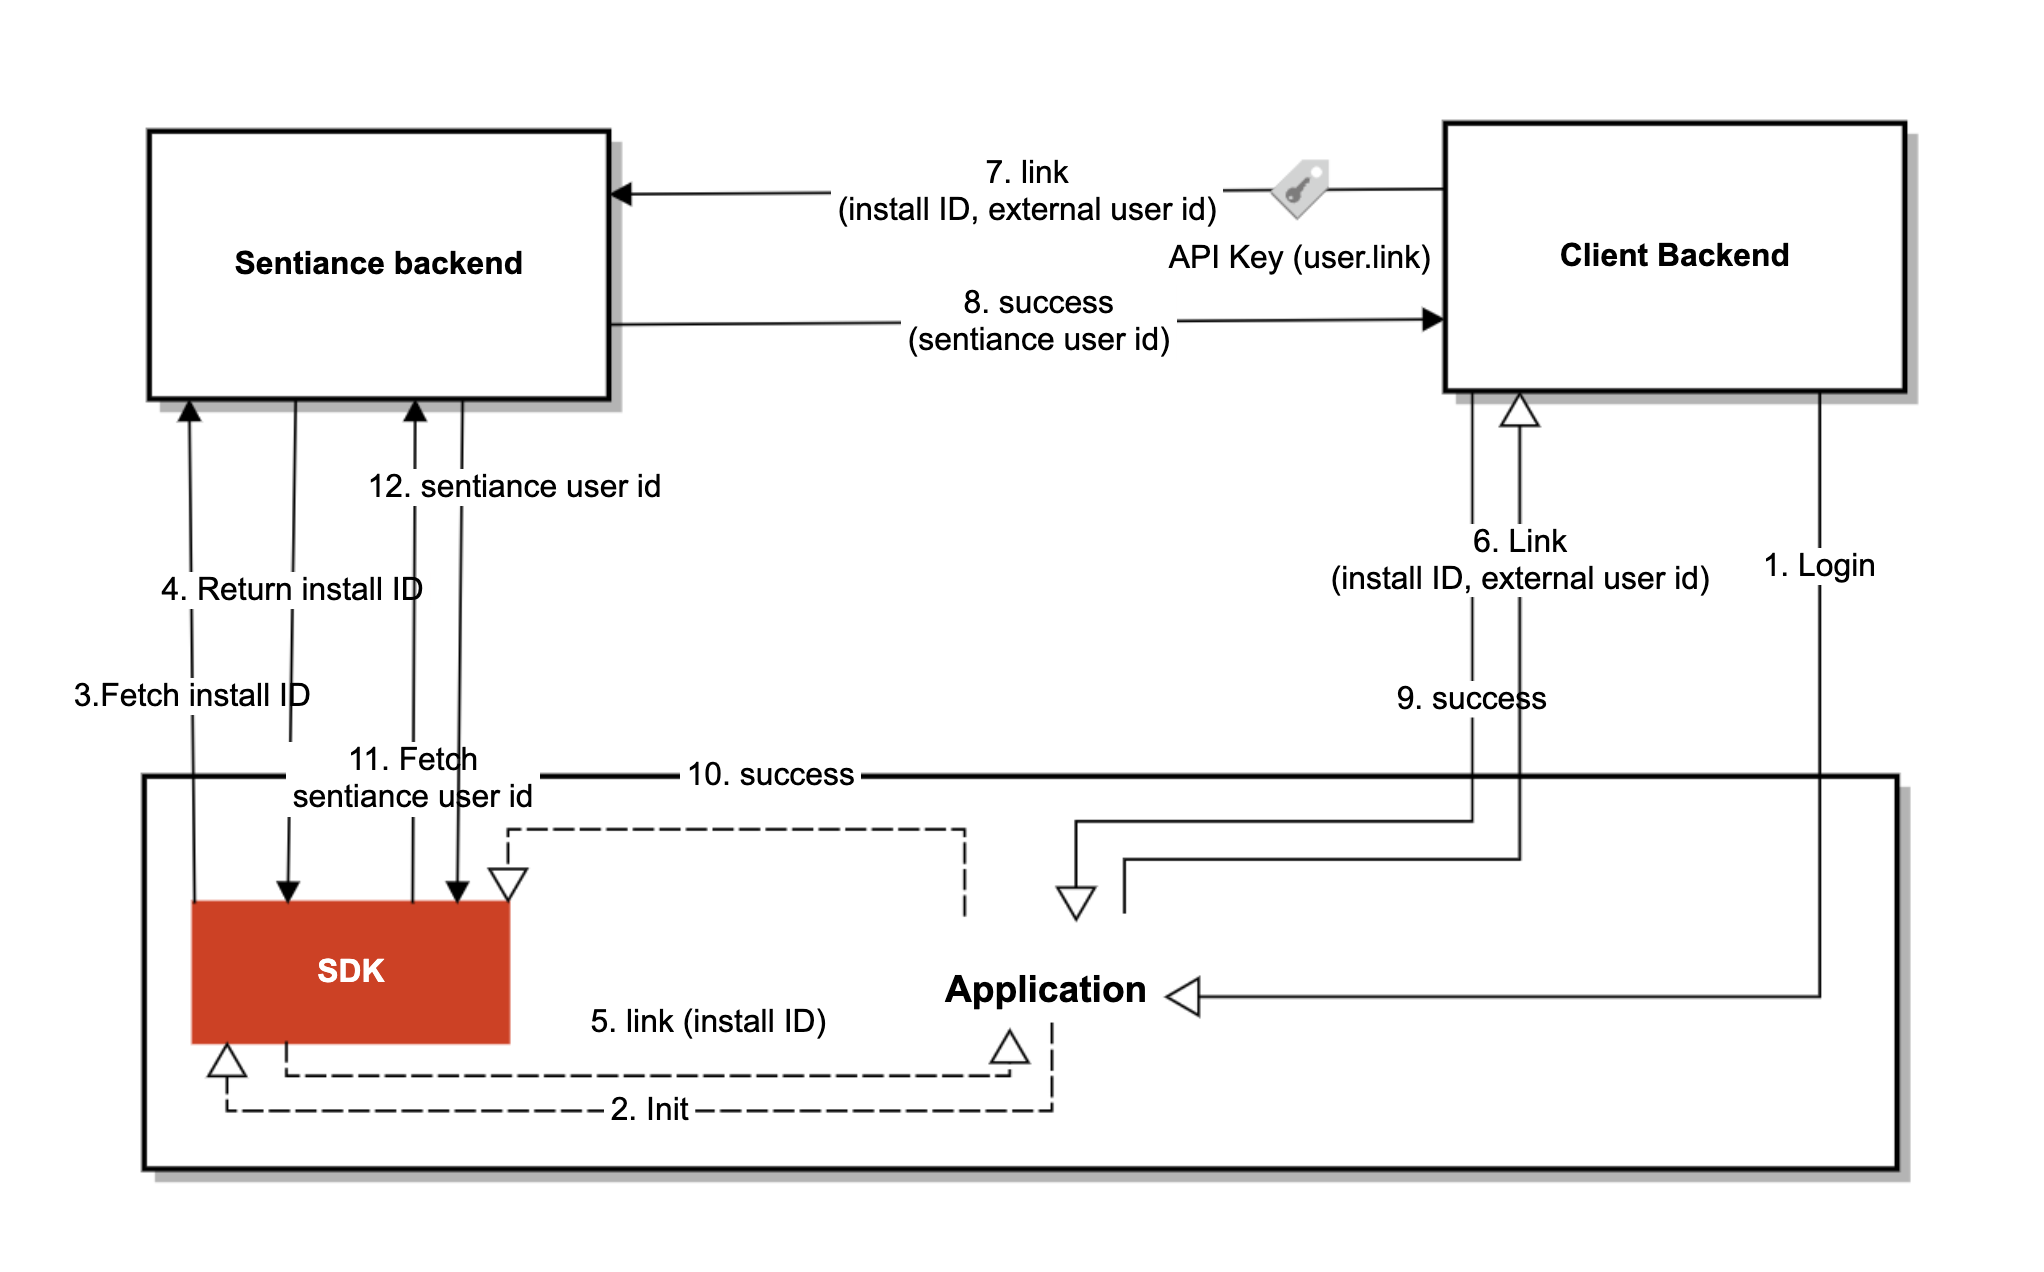 7. link
(install ID, external user id)
Sentiance backend
Client Backend
API Key (user.link)
8. success
(sentiance user id)
12. sentiance user id
6. Link
(install ID, external user id)
1. Login
4. Return install ID
3.Fetch install ID
9. success
11. Fetch
sentiance user id
10. success
SDK
Application
5. link (install ID)
2. Init